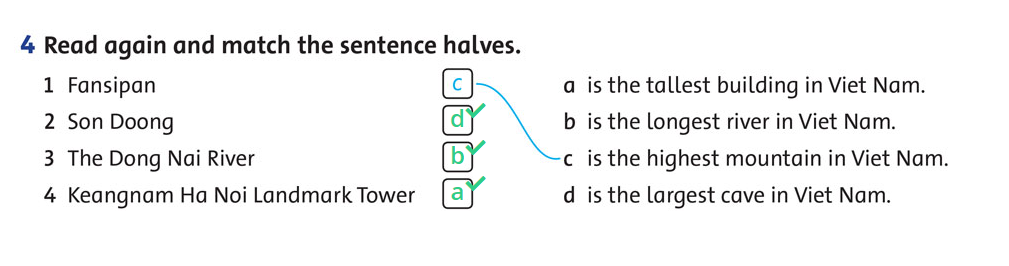 4 Read again and match the sentence halves.
1 Fansipan c a is the tallest building in Viet Nam.
2 Son Doong d b is the longest river in Viet Nam.
3 The Dong Nai River b c is the highest mountain in Viet Nam.
4 Keangnam Ha Noi Landmark Tower a d is the largest cave in Viet Nam.